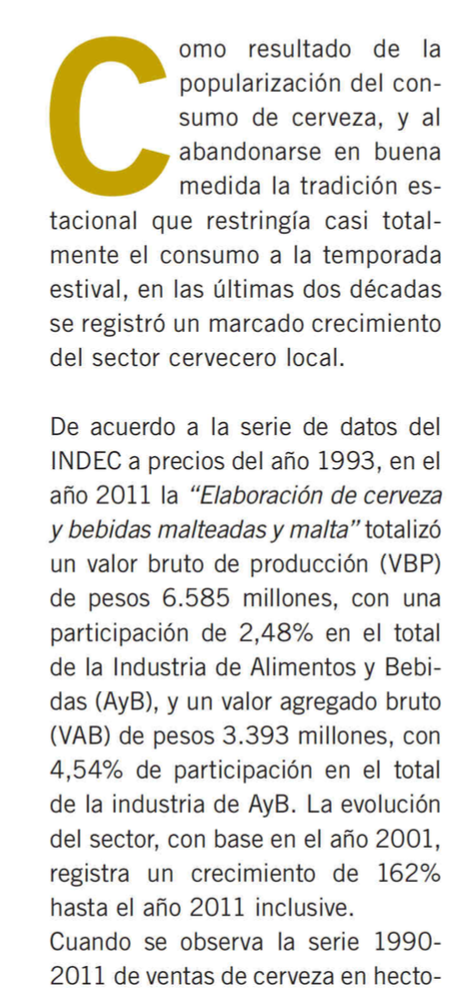 Como resultado de la
popularización del con-
sumo de cerveza, y al
abandonarse en buena
medida la tradición es-
tacional que restringía casi total-
mente el consumo a la temporada
estival, en las últimas dos décadas
se registró un marcado crecimiento
del sector cervecero local.
De acuerdo a la serie de datos del
INDEC a precios del año 1993, en el
año 2011 la “Elaboración de cerveza
y bebidas malteadas y malta” totalizó
un valor bruto de producción (VBP)
de pesos 6.585 millones, con una
participación de 2,48% en el total
de la Industria de Alimentos y Bebi-
das (AyB), y un valor agregado bruto
(VAB) de pesos 3.393 millones, con
4,54% de participación en el total
de la industria de AyB. La evolución
del sector, con base en el año 2001,
registra un crecimiento de 162%
hasta el año 2011 inclusive.
Cuando se observa la serie 1990-
2011 de ventas de cerveza en hecto-